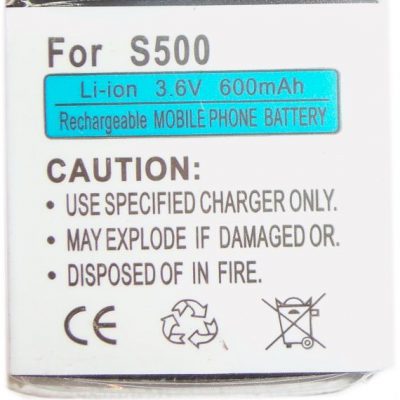 For S500
Li-ion 3.6V 600mAh
Rechargeable MOBILE PHONE BATTERY
CAUTION:
• USE SPECIFIED CHARGER ONLY.
• MAY EXPLODE IF DAMAGED OR.
• DISPOSED OF IN FIRE.
CE